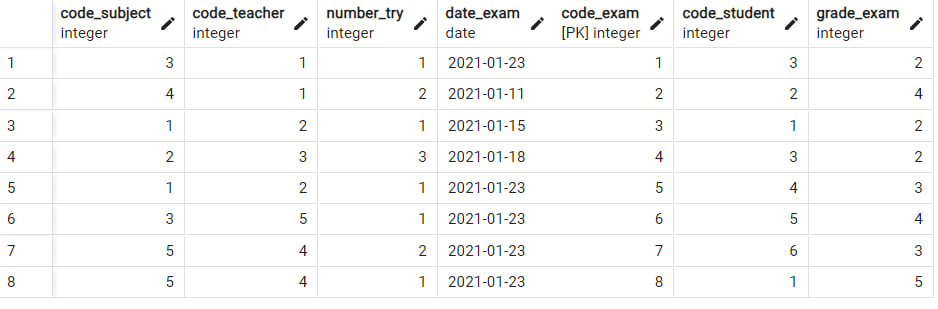 code_subject code_teacher number_try date_exam code_exam code_student grade_exam
integer integer integer date [PK] integer integer integer
1 3 1 1 2021-01-23 1 3 2
2 4 1 2 2021-01-11 2 2 4
3 1 2 1 2021-01-15 3 1 2
4 2 3 3 2021-01-18 4 3 2
5 1 2 1 2021-01-23 5 4 3
6 3 5 1 2021-01-23 6 5 4
7 5 4 2 2021-01-23 7 6 3
8 5 4 1 2021-01-23 8 1 5